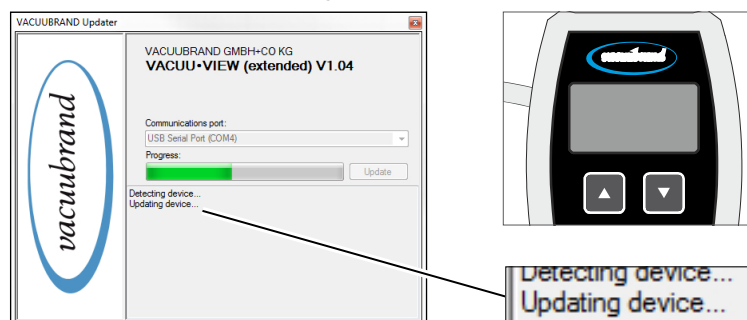 VACUUBRAND Updater
vacuubrand
VACUUBRAND GMBH+CO KG
VACUU•VIEW (extended) V1.04
Communications port:
USB Serial Port (COM4)
Progress:
Update
Detecting device...
Updating device...
vacuubrand
Detecting device...
Updating device...